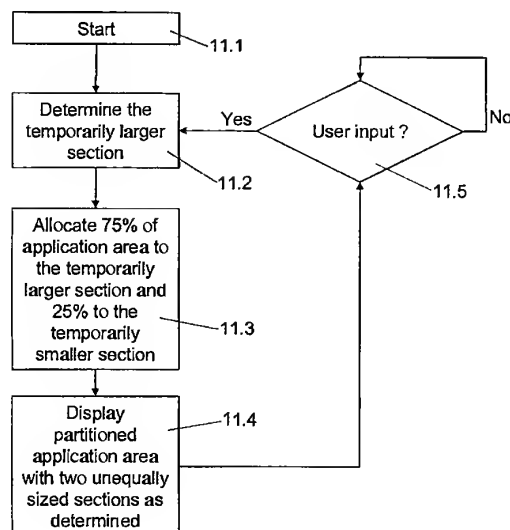 Start
11.1
Determine the
temporarily larger
section
11.2
Yes
User input ?
No
11.5
Allocate 75% of
application area to
the temporarily
larger section and
25% to the
temporarily
smaller section
11.3
Display
partitioned
application area
with two unequally
sized sections as
determined
11.4